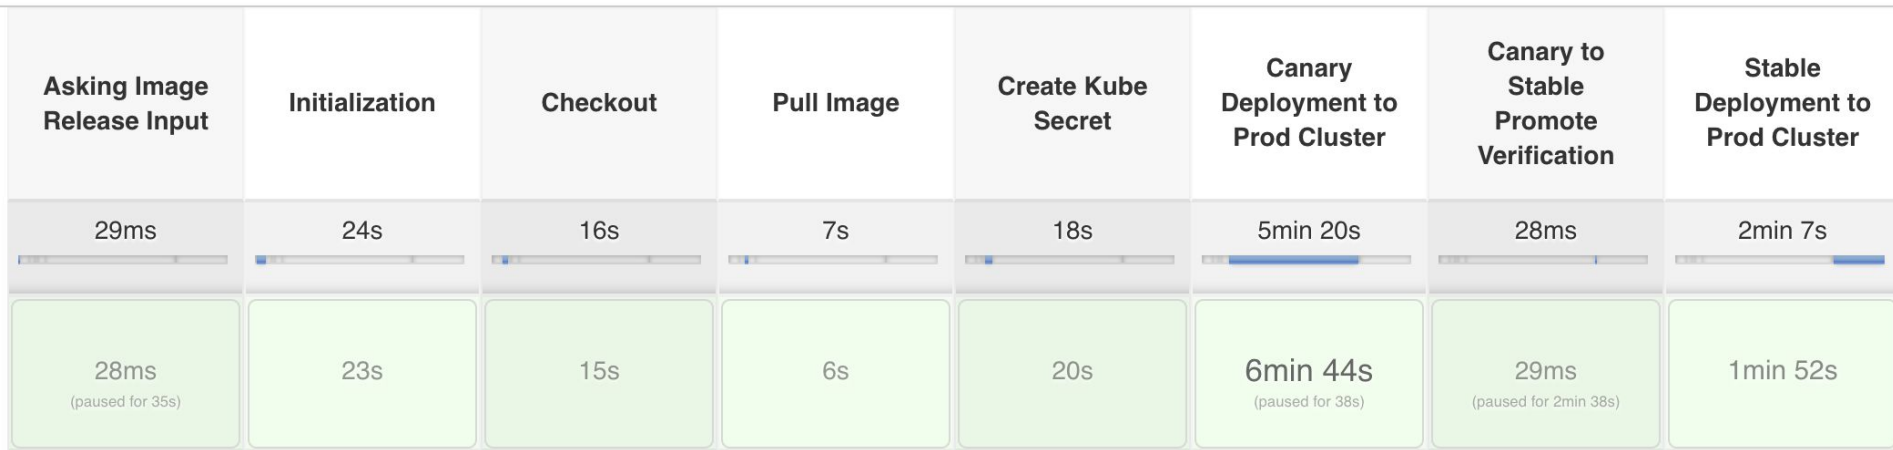 Asking Image
Release Input
Initialization
Checkout
Pull Image
Create Kube
Secret
Canary
Deployment to
Prod Cluster
Canary to
Stable
Promote
Verification
Stable
Deployment to
Prod Cluster
29ms
24s
16s
7s
18s
5min 20s
28ms
2min 7s
28ms
(paused for 35s)
23s
15s
6s
20s
6min 44s
(paused for 38s)
29ms
(paused for 2min 38s)
1min 52s